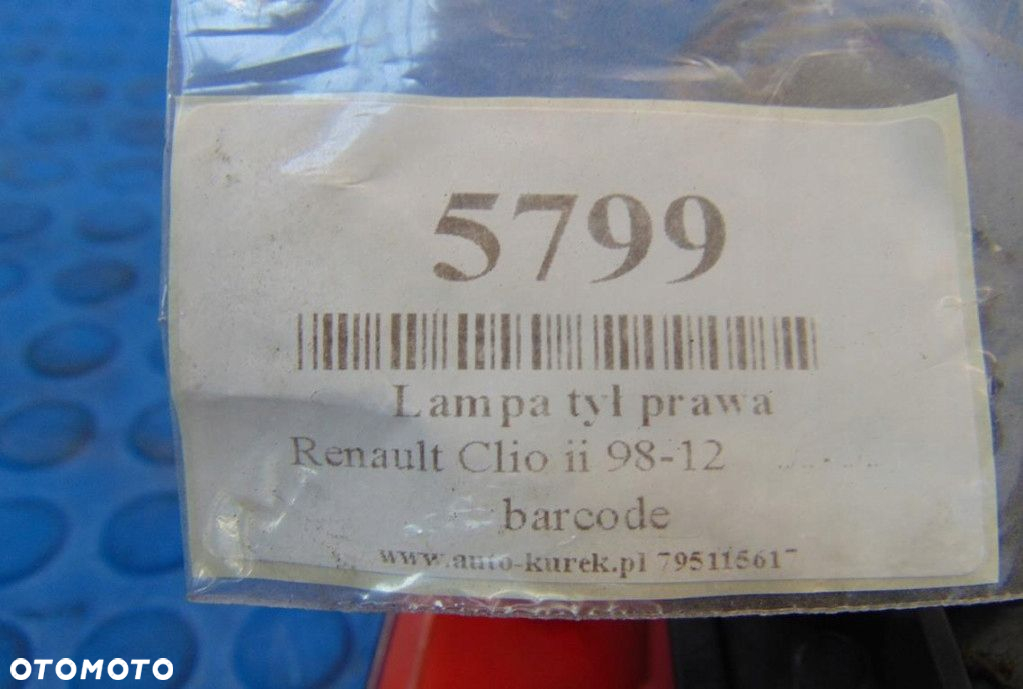 5799
Lampa tył prawa
Renault Clio ii 98-12
barcode
www.auto-kurek.pl 795115617
OTOMOTO